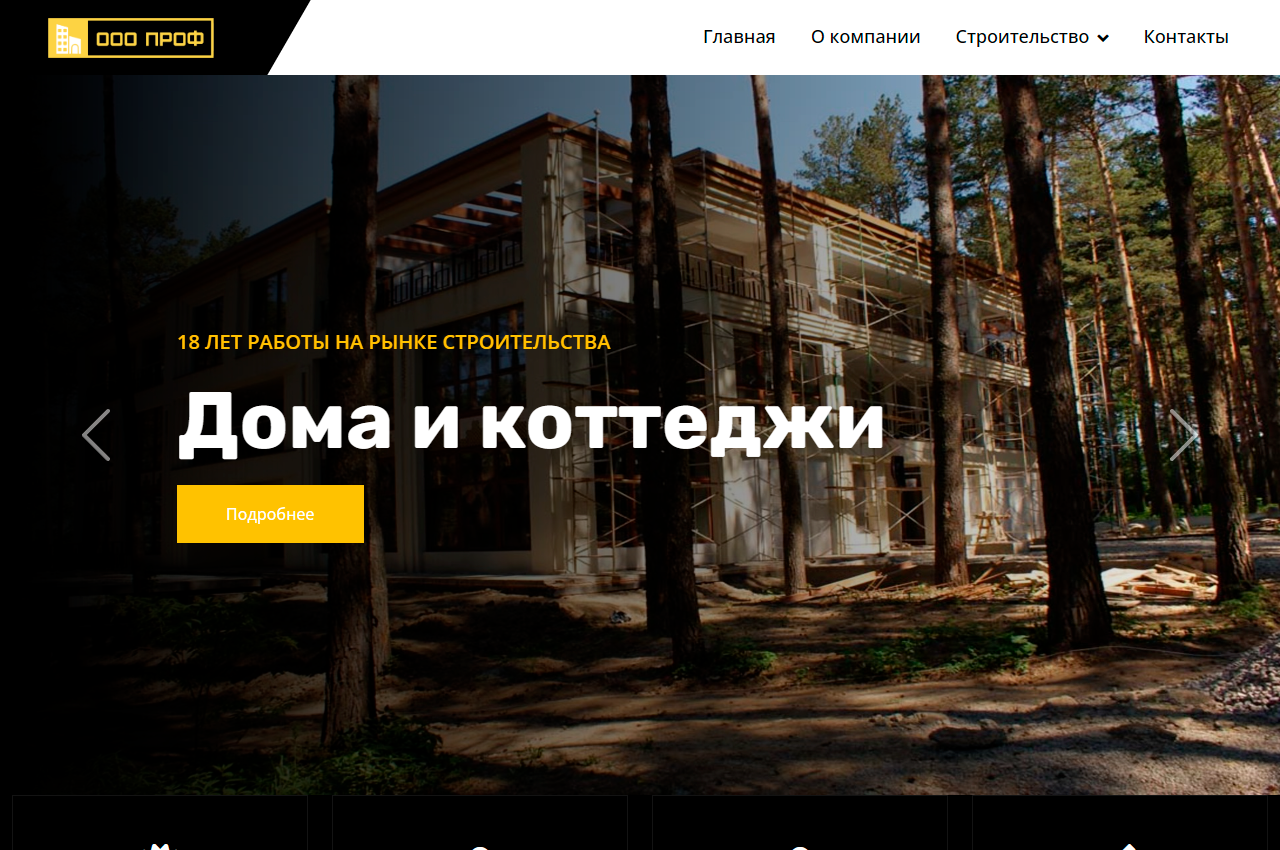 ООО ПРОФ
Главная
О компании
Строительство
Контакты
18 ЛЕТ РАБОТЫ НА РЫНКЕ СТРОИТЕЛЬСТВА
Дома и коттеджи
Подробнее